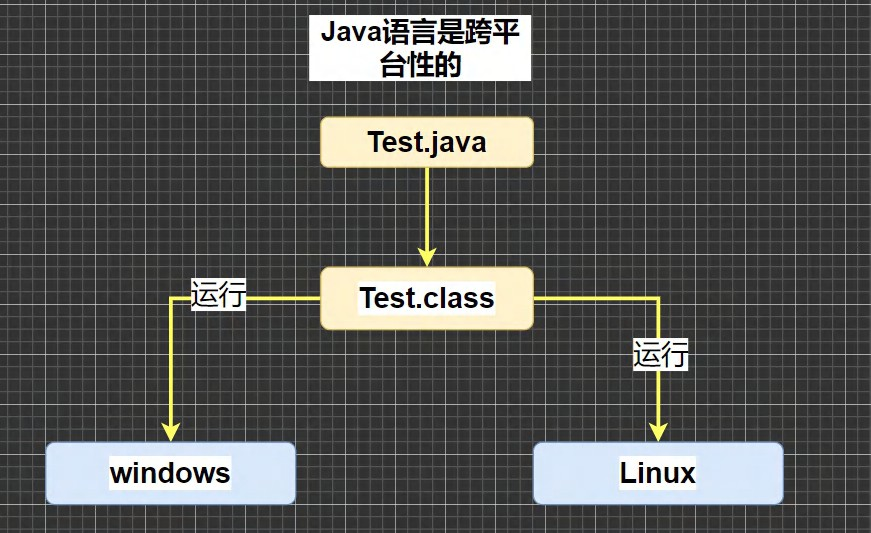 Java语言是跨平
台性的
Test.java
Test.class
运行
运行
windows
Linux